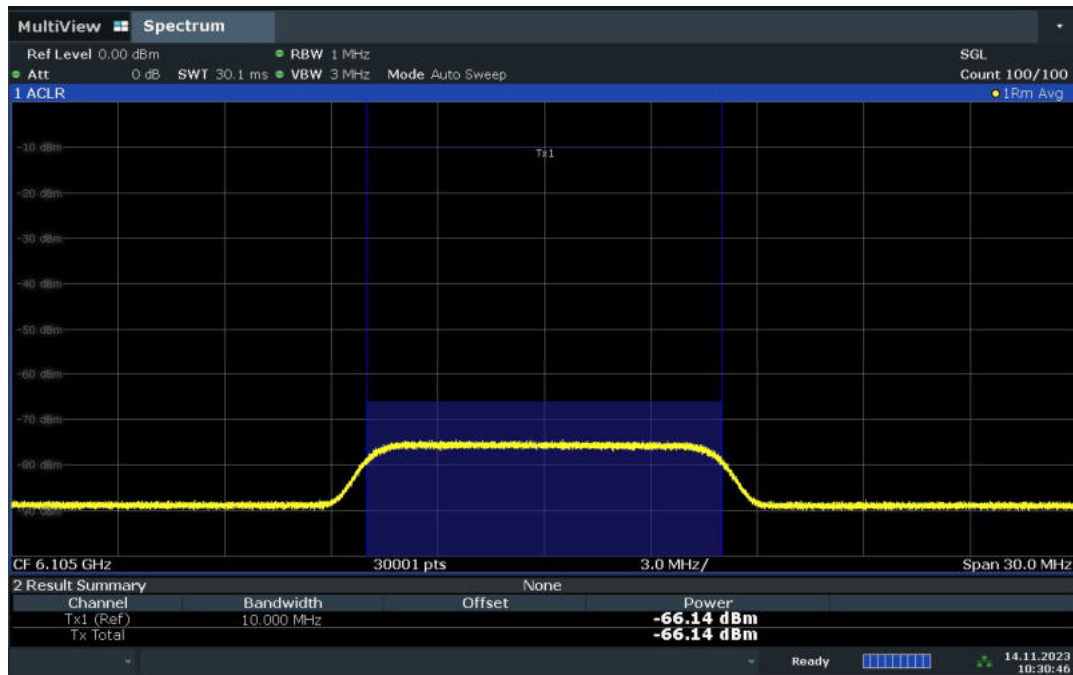 MultiView Spectrum
Ref Level 0.00 dBm RBW 1 MHz SGL
Att 0 dB SWT 30.1 ms VBW 3 MHz Mode Auto Sweep Count 100/100
1 ACLR 1Rm Avg
-10 dBm
Tx1
-20 dBm
-30 dBm
-40 dBm
-50 dBm
-60 dBm
-70 dBm
-80 dBm
-90 dBm
CF 6.105 GHz 30001 pts 3.0 MHz/ Span 30.0 MHz
2 Result Summary None
Channel Bandwidth Offset Power
Tx1 (Ref) 10.000 MHz -66.14 dBm
Tx Total -66.14 dBm
Ready 14.11.2023
10:30:46